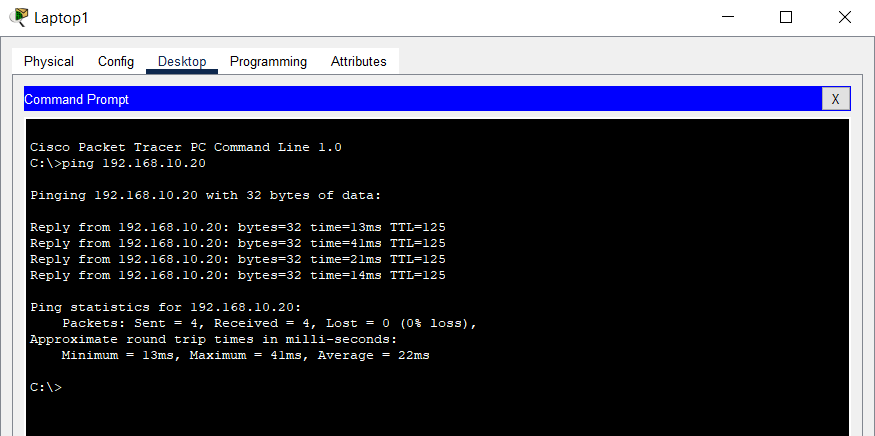 Laptop1
Physical Config Desktop Programming Attributes
Command Prompt X
Cisco Packet Tracer PC Command Line 1.0
C:\>ping 192.168.10.20
Pinging 192.168.10.20 with 32 bytes of data:
Reply from 192.168.10.20: bytes=32 time=13ms TTL=125
Reply from 192.168.10.20: bytes=32 time=41ms TTL=125
Reply from 192.168.10.20: bytes=32 time=21ms TTL=125
Reply from 192.168.10.20: bytes=32 time=14ms TTL=125
Ping statistics for 192.168.10.20:
    Packets: Sent = 4, Received = 4, Lost = 0 (0% loss),
Approximate round trip times in milli-seconds:
    Minimum = 13ms, Maximum = 41ms, Average = 22ms
C:\>